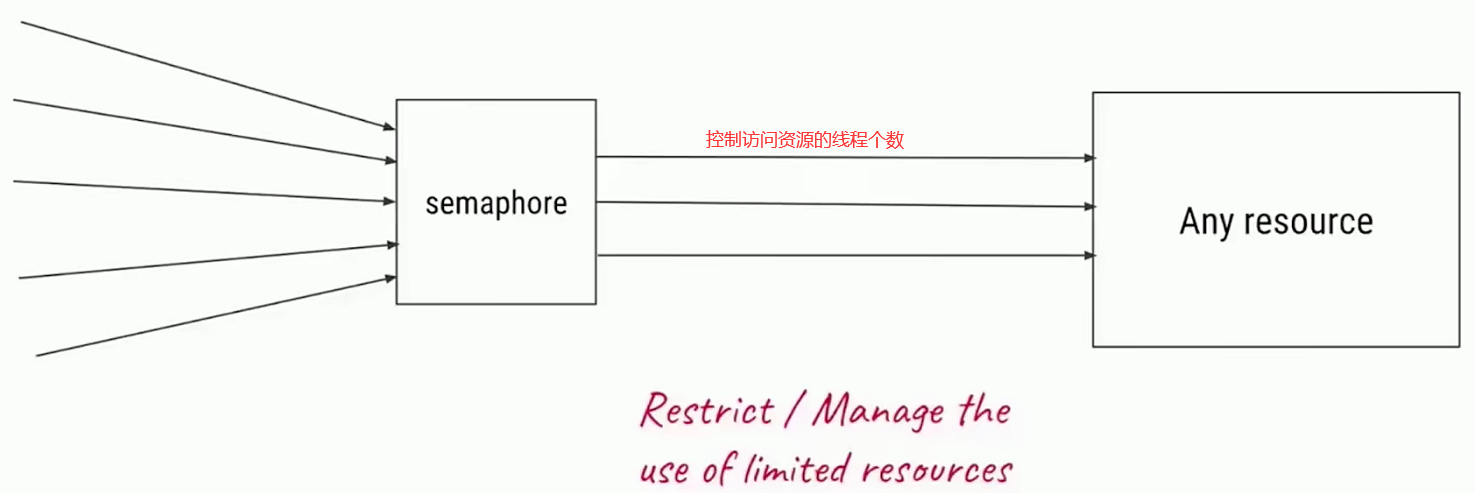 控制访问资源的线程个数
semaphore
Any resource
Restrict / Manage the
use of limited resources